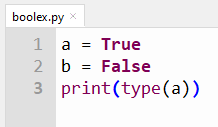 boolex.py ×
1 a = True
2 b = False
3 print(type(a))